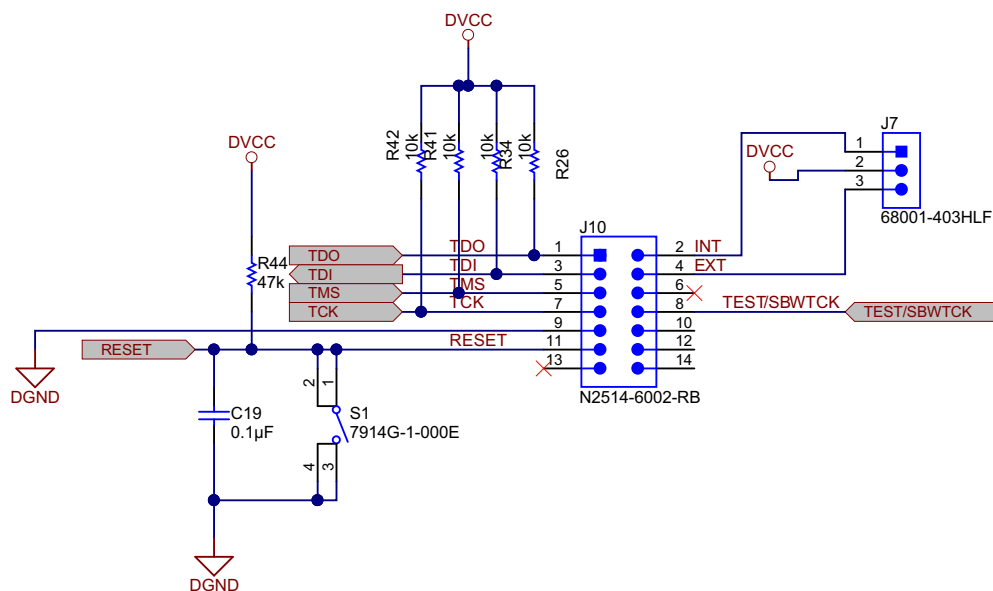 DVCC
DVCC
R42
10k
R41
10k
10k
R34
10k
R26
J7
DVCC
1
2
3
68001-403HLF
J10
TDO
TDO
1
2
INT
R44
47k
TDI
TDI
3
4
EXT
TMS
TMS
5
6
TCK
TCK
7
8
TEST/SBWTCK
TEST/SBWTCK
9
10
RESET
RESET
11
12
13
14
DGND
N2514-6002-RB
2
1
C19
0.1µF
S1
7914G-1-000E
4
3
DGND